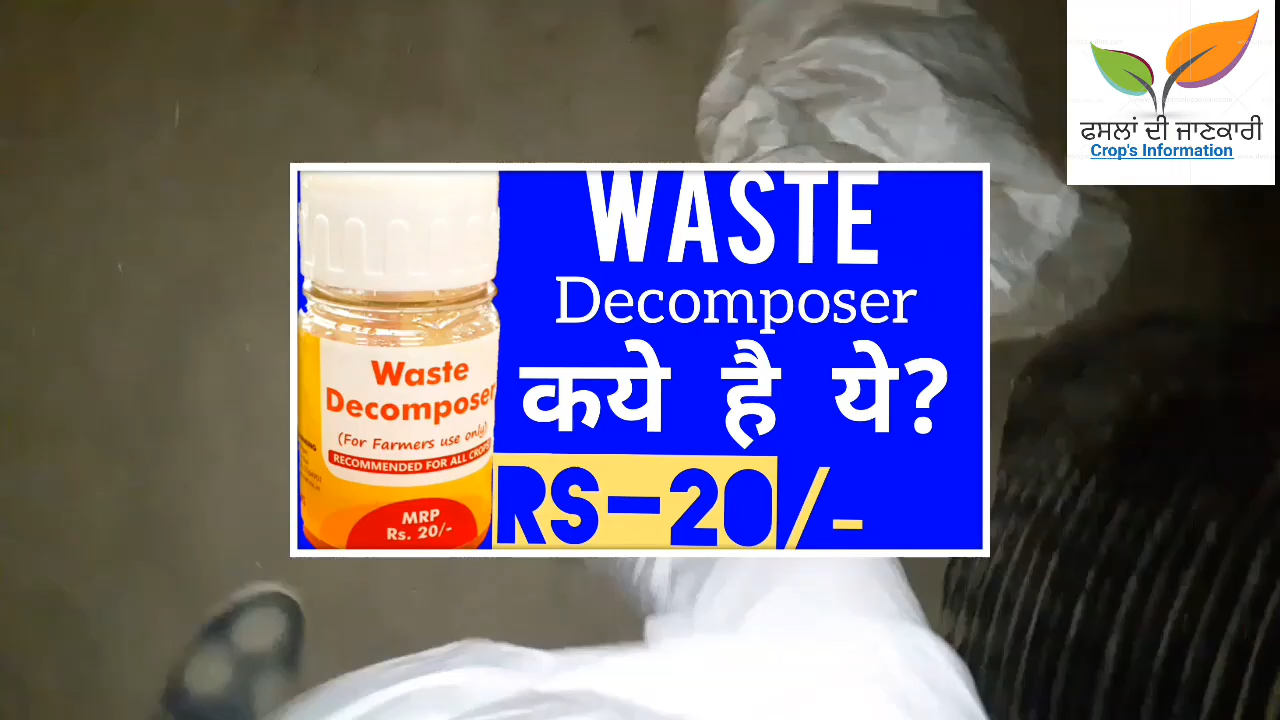 ਫਸਲਾਂ ਦੀ ਜਾਣਕਾਰੀ
Crop's Information
WASTE
Decomposer
कये है ये?
RS-20/-
Waste
Decomposer
(For Farmers use only)
RECOMMENDED FOR ALL CROPS
MRP
Rs. 20/-